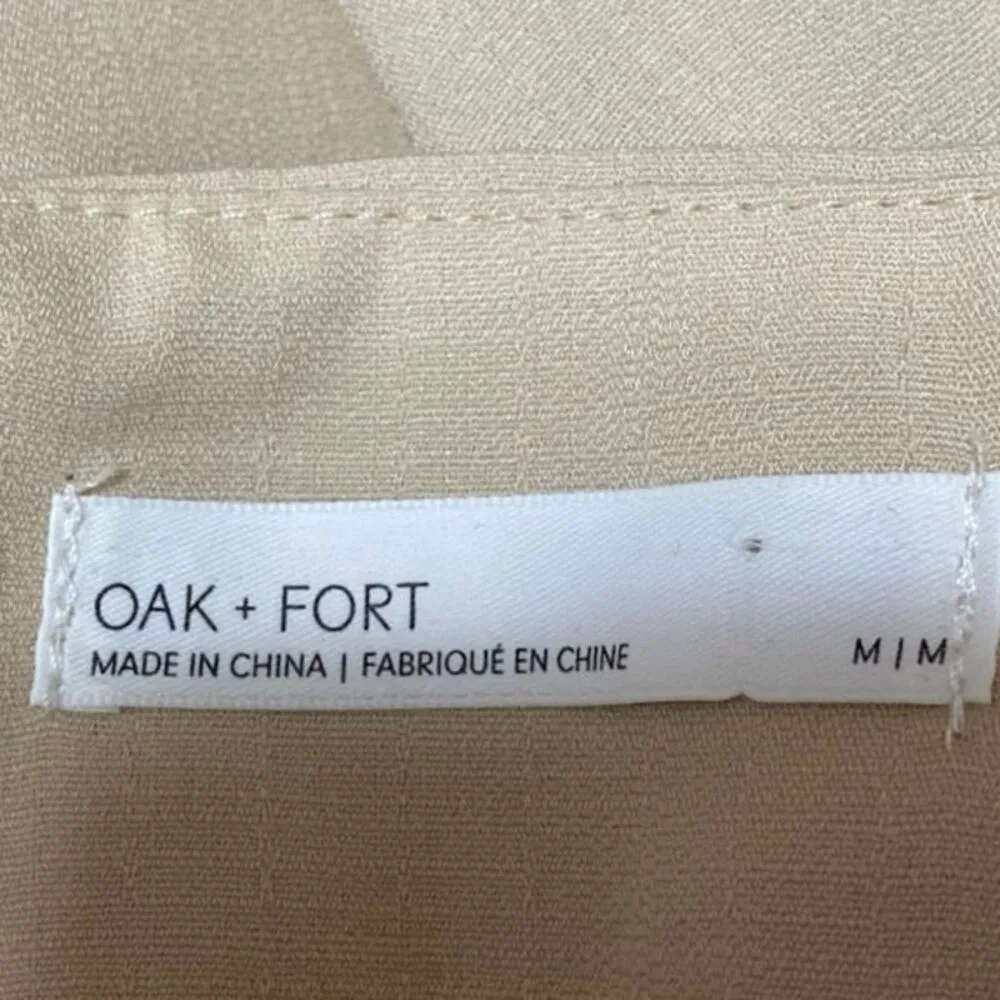 OAK + FORT
MADE IN CHINA | FABRIQUÉ EN CHINE
M | M